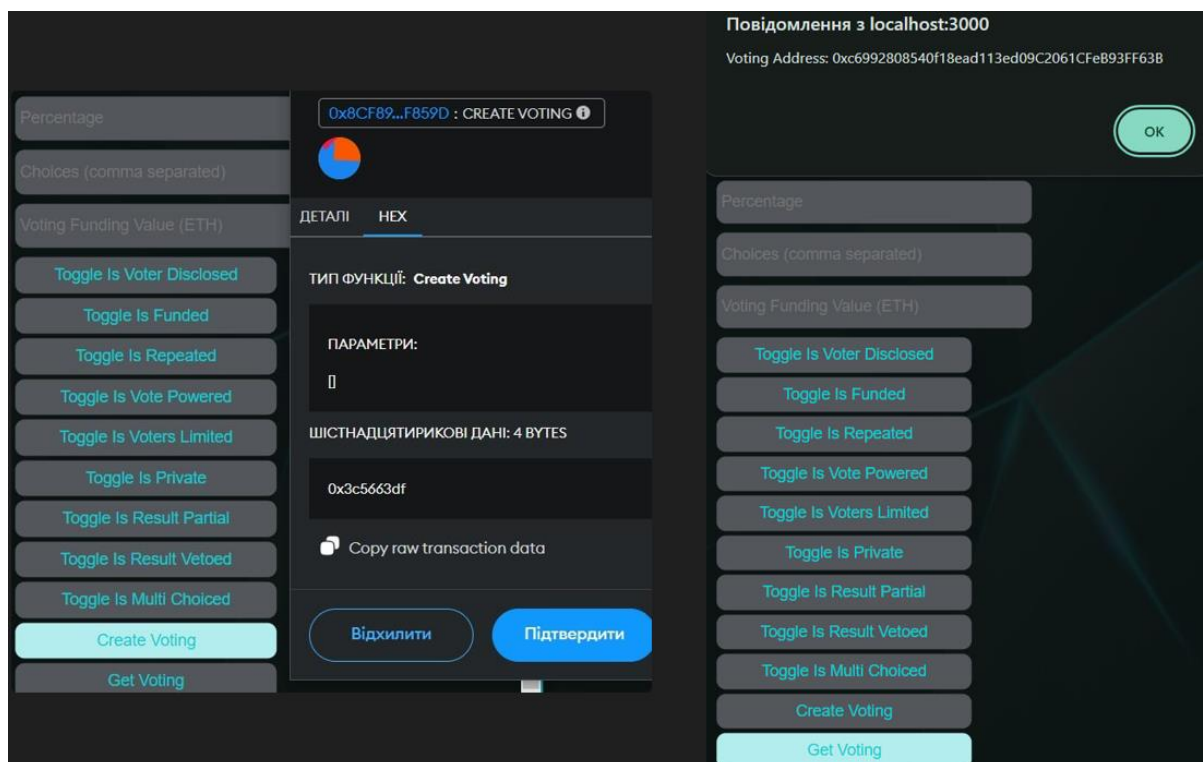 Percentage
Choices (comma separated)
Voting Funding Value (ETH)
Toggle Is Voter Disclosed
Toggle Is Funded
Toggle Is Repeated
Toggle Is Vote Powered
Toggle Is Voters Limited
Toggle Is Private
Toggle Is Result Partial
Toggle Is Result Vetoed
Toggle Is Multi Choiced
Create Voting
Get Voting
0x8CF89...F859D : CREATE VOTING
ДЕТАЛІ HEX
ТИП ФУНКЦІЇ: Create Voting
ПАРАМЕТРИ:
[]
ШІСТНАДЦЯТИРИКОВІ ДАНІ: 4 BYTES
0x3c5663df
Copy raw transaction data
Відхилити Підтвердити
Повідомлення з localhost:3000
Voting Address: 0xc6992808540f18ead113ed09C2061CFeB93FF63B
OK
Percentage
Choices (comma separated)
Voting Funding Value (ETH)
Toggle Is Voter Disclosed
Toggle Is Funded
Toggle Is Repeated
Toggle Is Vote Powered
Toggle Is Voters Limited
Toggle Is Private
Toggle Is Result Partial
Toggle Is Result Vetoed
Toggle Is Multi Choiced
Create Voting
Get Voting